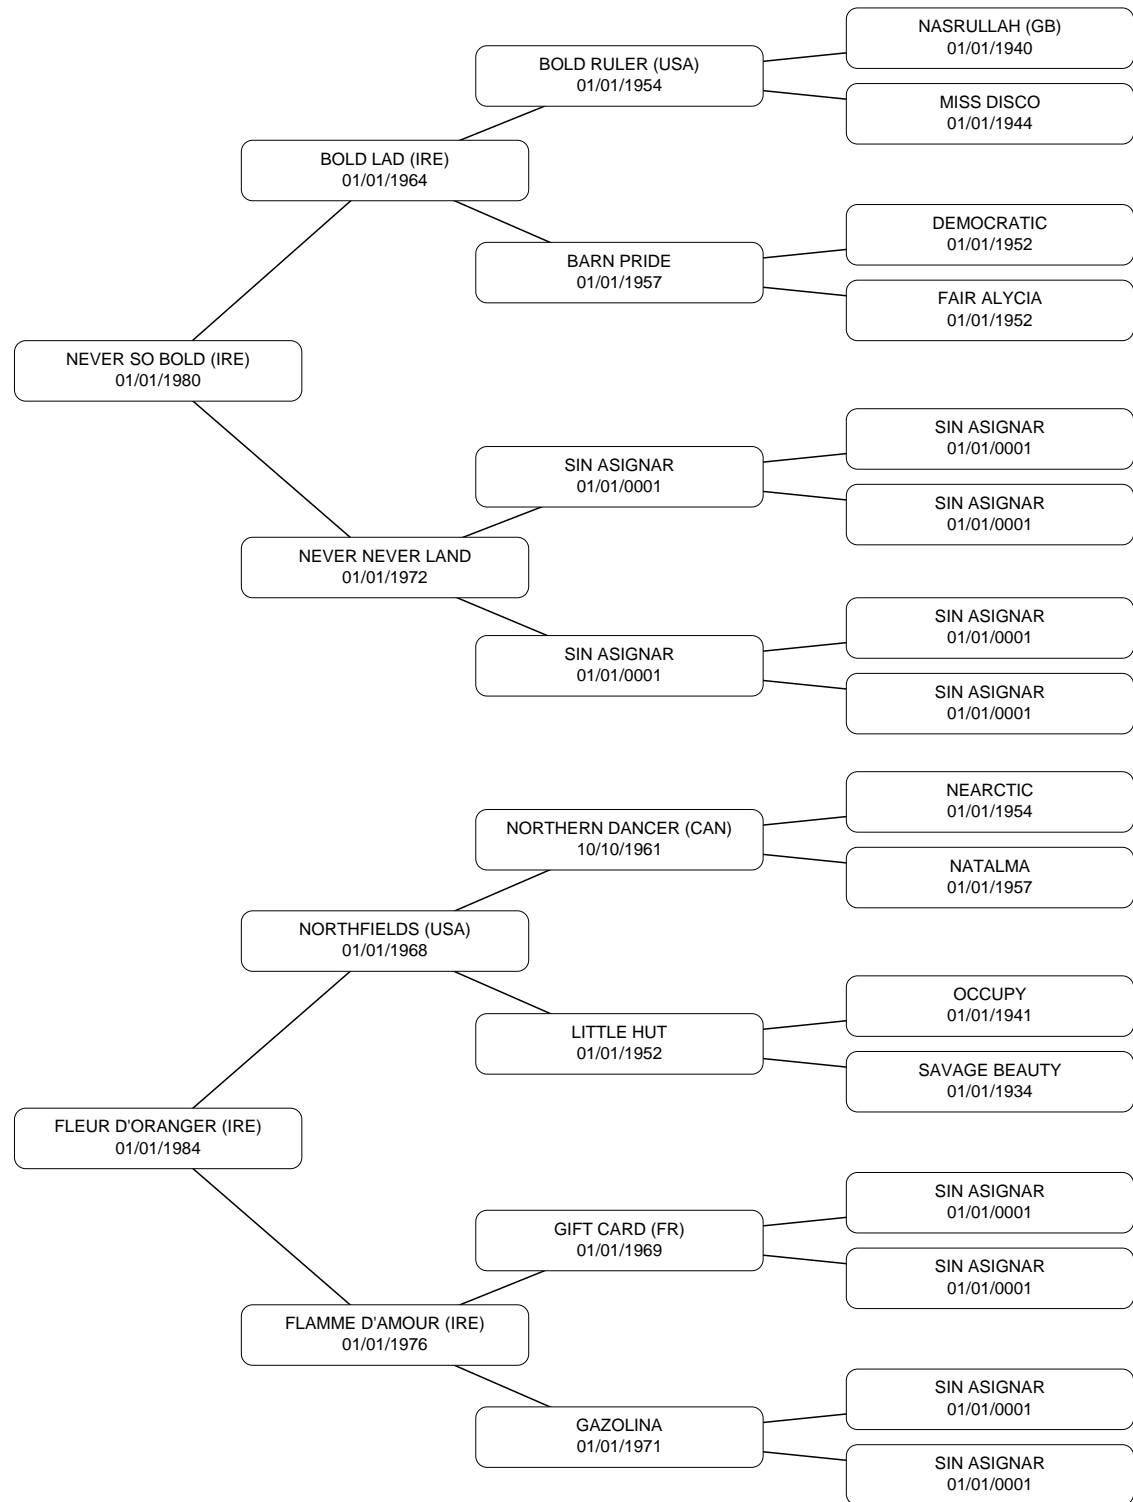 NASRULLAH (GB)
01/01/1940
BOLD RULER (USA)
01/01/1954
MISS DISCO
01/01/1944
BOLD LAD (IRE)
01/01/1964
DEMOCRATIC
01/01/1952
BARN PRIDE
01/01/1957
FAIR ALYCIA
01/01/1952
NEVER SO BOLD (IRE)
01/01/1980
SIN ASIGNAR
01/01/0001
SIN ASIGNAR
01/01/0001
SIN ASIGNAR
01/01/0001
NEVER NEVER LAND
01/01/1972
SIN ASIGNAR
01/01/0001
SIN ASIGNAR
01/01/0001
SIN ASIGNAR
01/01/0001
NEARCTIC
01/01/1954
NORTHERN DANCER (CAN)
10/10/1961
NATALMA
01/01/1957
NORTHFIELDS (USA)
01/01/1968
OCCUPY
01/01/1941
LITTLE HUT
01/01/1952
SAVAGE BEAUTY
01/01/1934
FLEUR D'ORANGER (IRE)
01/01/1984
SIN ASIGNAR
01/01/0001
GIFT CARD (FR)
01/01/1969
SIN ASIGNAR
01/01/0001
FLAMME D'AMOUR (IRE)
01/01/1976
SIN ASIGNAR
01/01/0001
GAZOLINA
01/01/1971
SIN ASIGNAR
01/01/0001